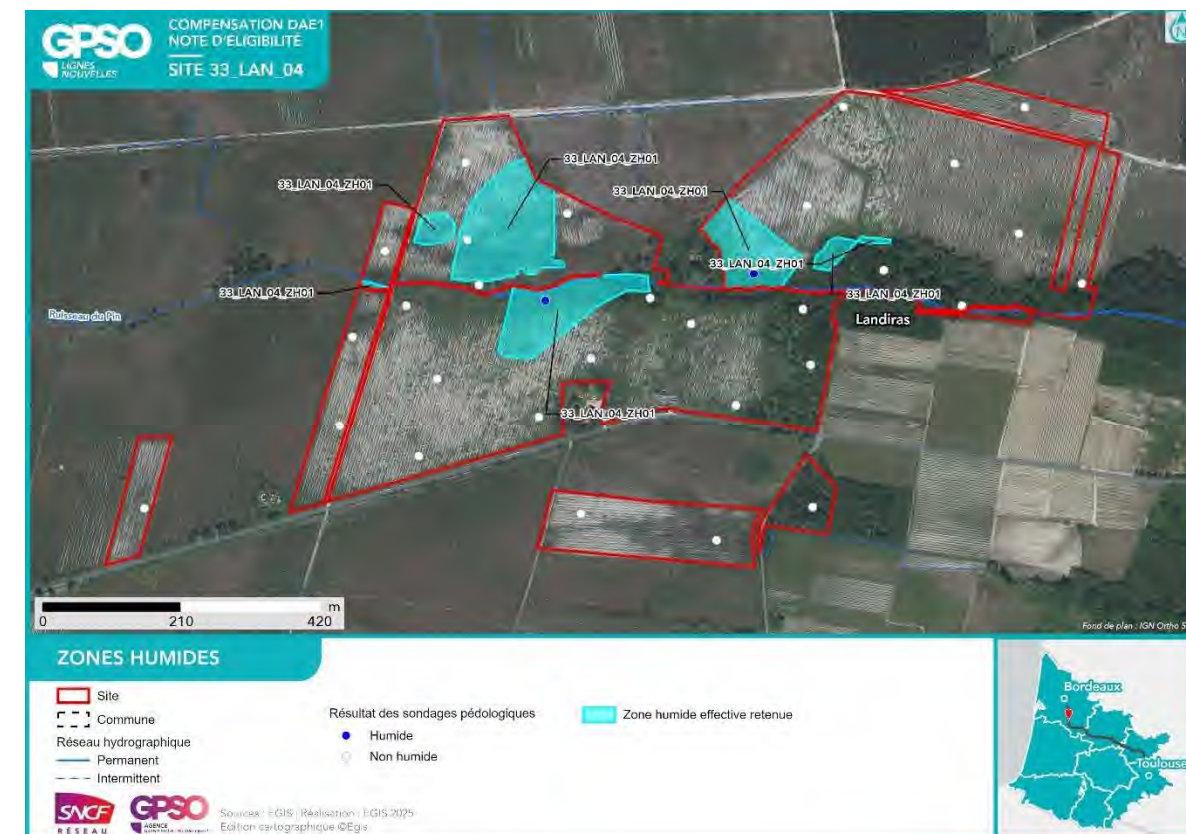 GPSO
LIGNES
NOUVELLES
COMPENSATION DAE1
NOTE D'ELIGIBILITÉ
SITE 33_LAN_04
N
33_LAN_04_ZH01
33_LAN_04_ZH01
33_LAN_04_ZH01
33_LAN_04_ZH01
33_LAN_04_ZH01
33_LAN_04_ZH01
Ruisseau du Pin
Landiras
33_LAN_04_ZH01
m
0 210 420
Fond de plan : IGN Ortho 5
ZONES HUMIDES
Site
Commune
Réseau hydrographique
Permanent
Intermittent
Résultat des sondages pédologiques
Humide
Non humide
Zone humide effective retenue
Bordeaux
Toulouse
SNCF
RÉSEAU
GPSO
AGENCE
Sources : EGIS | Réalisation : EGIS 2025
Edition cartographique ©Egis